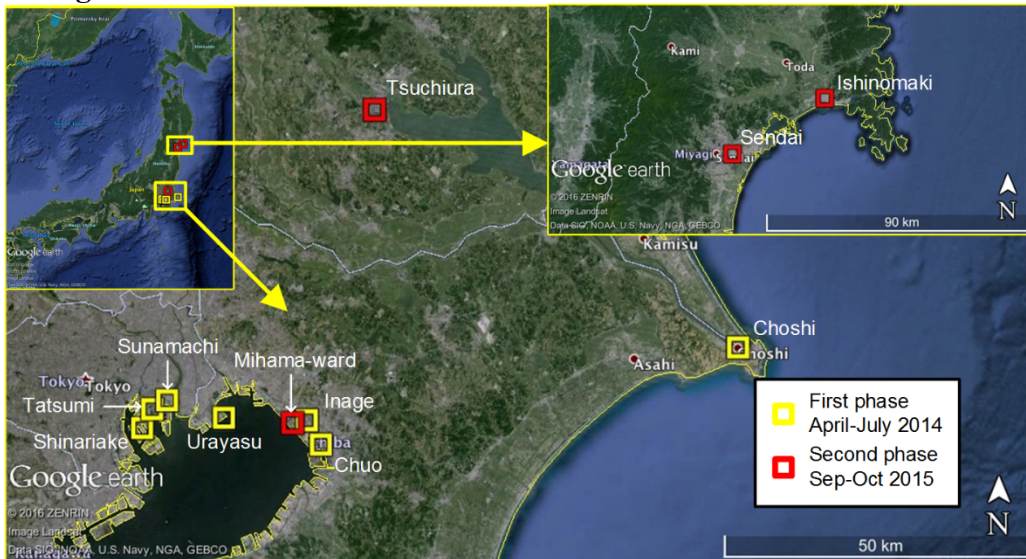 Tsuchiura
Kami
Toda
Ishinomaki
Sendai
Miyagi
Yamagata
Google earth
© 2016 ZENRIN
Image Landsat
Data SIO, NOAA, U.S. Navy, NGA, GEBCO
N
90 km
Primorsky Krai
Hokkaido
Japan
Google earth
Kamisu
Choshi
Choshi
Asahi
Sunamachi
Mihama-ward
Tokyo
Tokyo
Tatsumi
Inage
Shinariake
Urayasu
Chuo
First phase
April-July 2014
Second phase
Sep-Oct 2015
Google earth
© 2016 ZENRIN
Image Landsat
Data SIO, NOAA, U.S. Navy, NGA, GEBCO
N
50 km